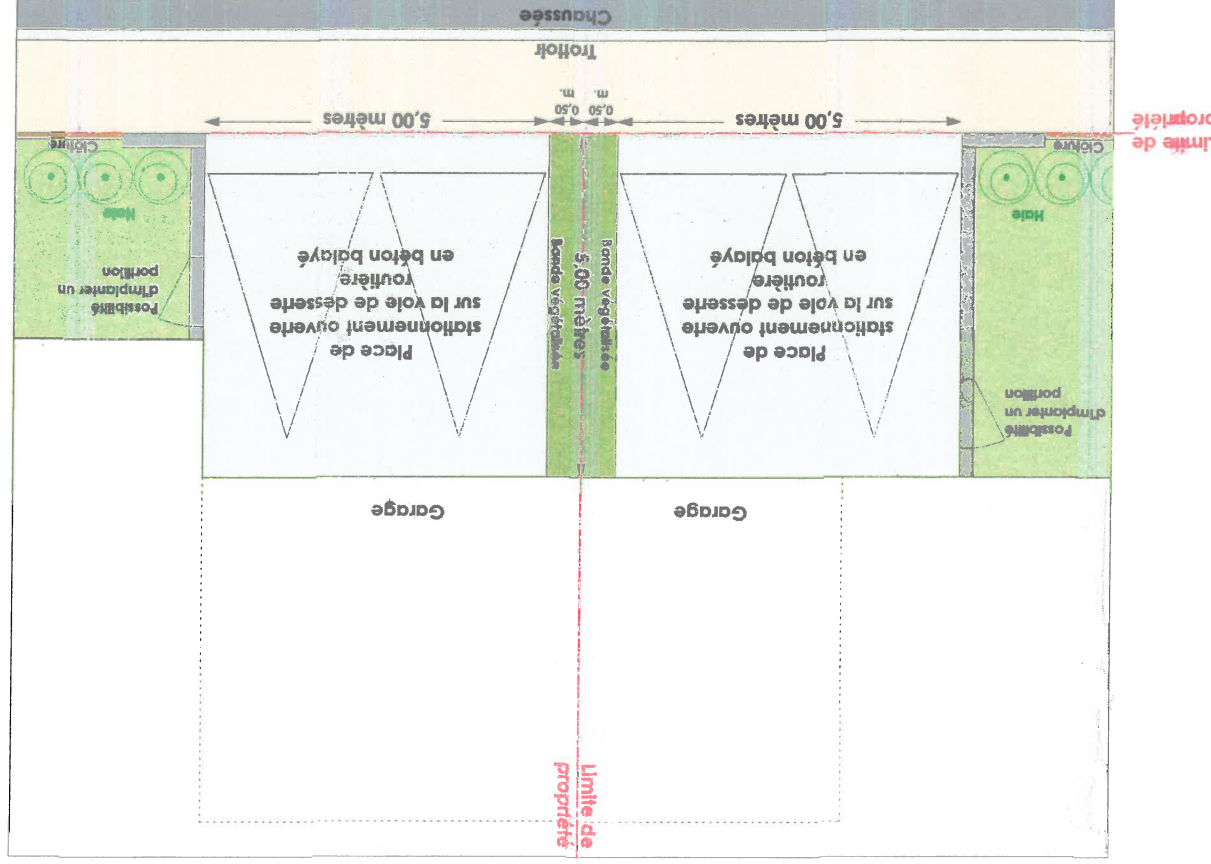 Limite de
propriété
Garage
Garage
Possibilité
d'implanter un
portillon
Place de
stationnement ouverte
sur la voie de desserte
routière
en béton balayé
Bande végétalisée
5,00 mètres
Bande végétalisée
Place de
stationnement ouverte
sur la voie de desserte
routière
en béton balayé
Possibilité
d'implanter un
portillon
Haie
Haie
Clôture
Clôture
Limite de
propriété
5,00 mètres
0,50
m.
0,50
m.
5,00 mètres
Trottoir
Chaussée